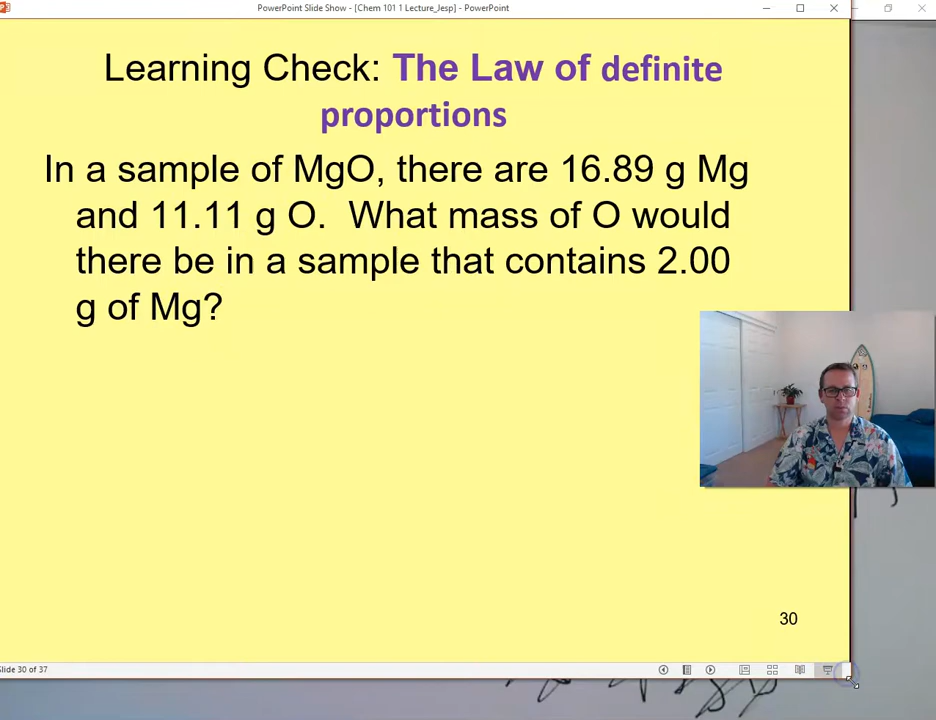 PowerPoint Slide Show - [Chem 101 1 Lecture_Jesp] - PowerPoint
Learning Check: The Law of definite
proportions
In a sample of MgO, there are 16.89 g Mg
and 11.11 g O. What mass of O would
there be in a sample that contains 2.00
g of Mg?
30
Slide 30 of 37